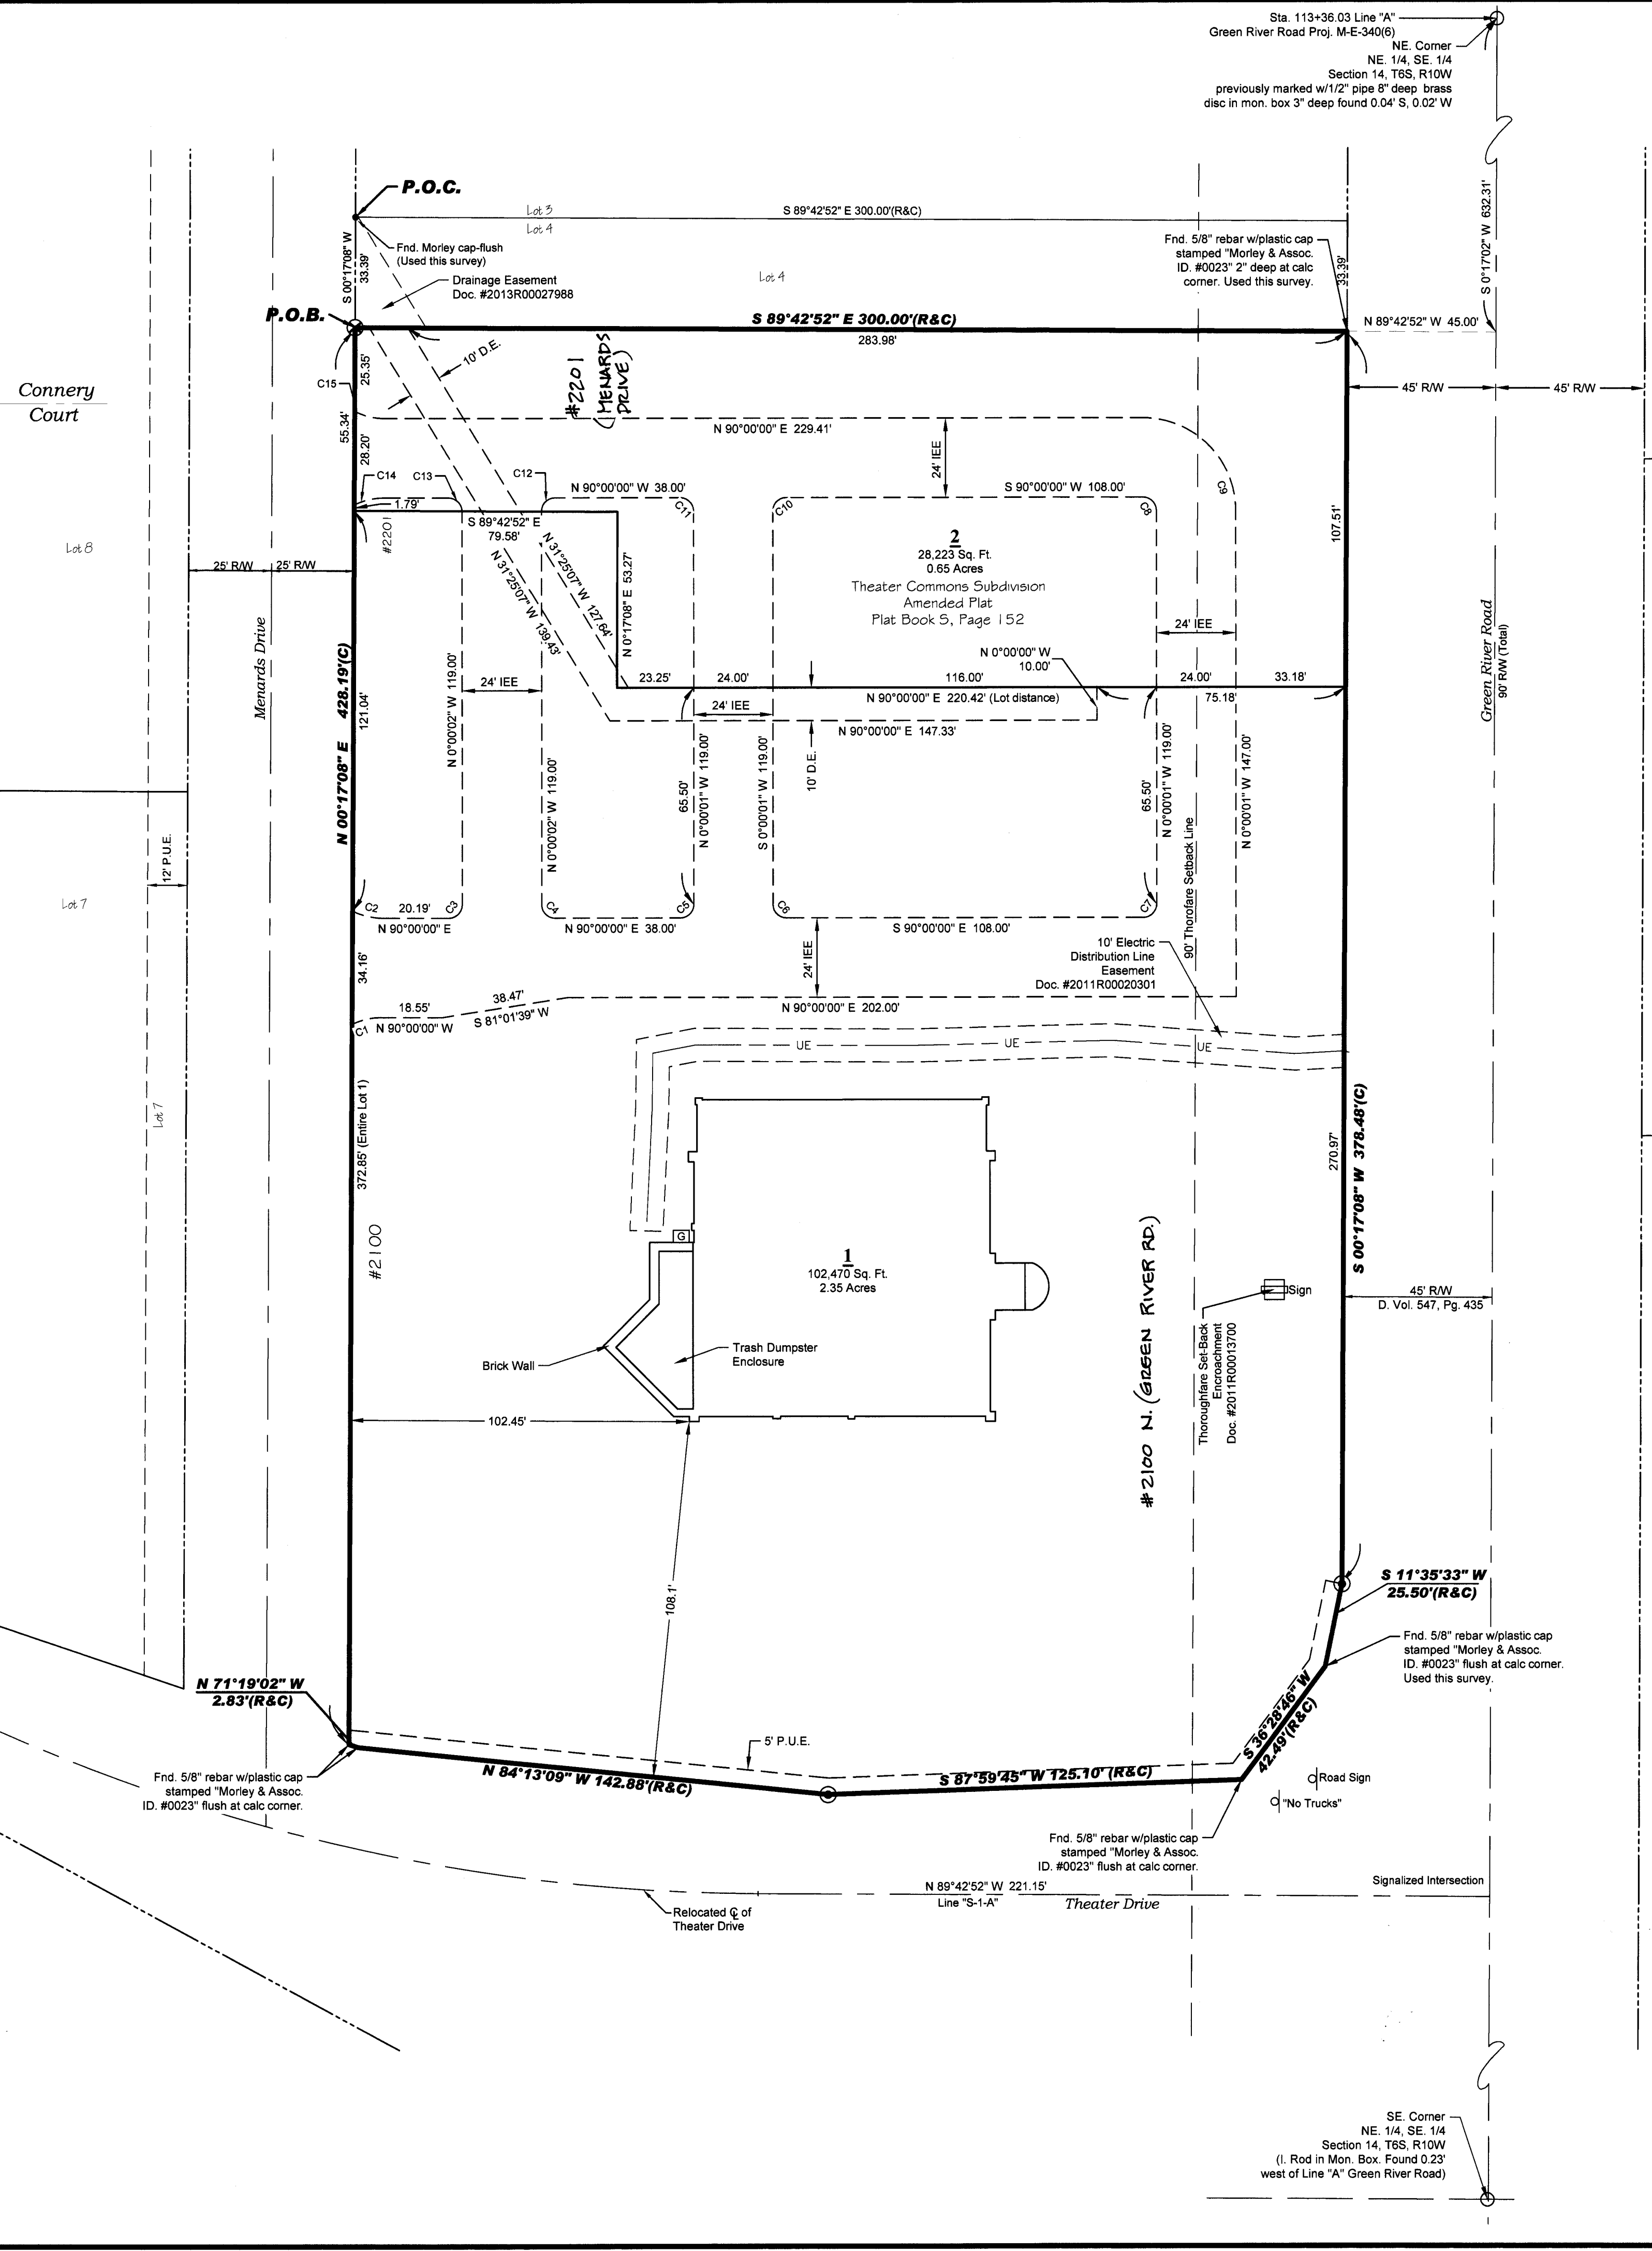 Sta. 113+36.03 Line "A"
Green River Road Proj. M-E-340(6)
NE. Corner
NE. 1/4, SE. 1/4
Section 14, T6S, R10W
previously marked w/1/2" pipe 8" deep brass
disc in mon. box 3" deep found 0.04' S, 0.02' W
S 0°17'02" W 632.31'
P.O.C.
Lot 3
Lot 4
S 89°42'52" E 300.00'(R&C)
S 00°17'08" W
33.39'
Fnd. Morley cap-flush
(Used this survey)
Drainage Easement
Doc. #2013R00027988
Lot 4
Fnd. 5/8" rebar w/plastic cap
stamped "Morley & Assoc.
ID. #0023" 2" deep at calc
corner. Used this survey.
33.39'
P.O.B.
S 89°42'52" E 300.00'(R&C)
283.98'
N 89°42'52" W 45.00'
45' R/W
45' R/W
Connery
Court
C15
25.35'
55.34'
28.20'
10' D.E.
#2201
(MENARDS
DRIVE)
N 90°00'00" E 229.41'
24' IEE
C14
C13
C12
1.79'
N 90°00'00" W 38.00'
C11
C10
S 90°00'00" W 108.00'
C8
C9
S 89°42'52" E
79.58'
#2201
107.51'
Lot 8
25' R/W
25' R/W
N 31°25'07" W 127.64'
N 31°25'07" W 139.43'
N 0°17'08" E 53.27'
2
28,223 Sq. Ft.
0.65 Acres
Theater Commons Subdivision
Amended Plat
Plat Book S, Page 152
24' IEE
N 0°00'00" W
10.00'
Menards Drive
Green River Road
90' R/W (Total)
N 00°17'08" E 428.19'(C)
121.04'
N 0°00'02" W 119.00'
24' IEE
23.25'
24.00'
116.00'
24.00'
33.18'
N 90°00'00" E 220.42' (Lot distance)
75.18'
24' IEE
N 90°00'00" E 147.33'
10' D.E.
N 0°00'02" W 119.00'
65.50'
N 0°00'01" W 119.00'
S 0°00'01" W 119.00'
65.50'
N 0°00'01" W 119.00'
N 0°00'01" W 147.00'
90' Thorofare Setback Line
12' P.U.E.
Lot 7
C2
20.19'
C3
N 90°00'00" E
C4
N 90°00'00" E 38.00'
C5
C6
S 90°00'00" E 108.00'
C7
34.16'
24' IEE
10' Electric
Distribution Line
Easement
Doc. #2011R00020301
18.55'
38.47'
C1
N 90°00'00" W
S 81°01'39" W
N 90°00'00" E 202.00'
UE
UE
UE
Lot 7
372.85' (Entire Lot 1)
270.97'
S 00°17'08" W 378.48'(C)
#2100
G
1
102,470 Sq. Ft.
2.35 Acres
#2100 N. (GREEN RIVER RD.)
Sign
45' R/W
D. Vol. 547, Pg. 435
Thoroughfare Set-Back
Encroachment
Doc. #2011R00013700
Brick Wall
Trash Dumpster
Enclosure
102.45'
108.1'
S 11°35'33" W
25.50'(R&C)
Fnd. 5/8" rebar w/plastic cap
stamped "Morley & Assoc.
ID. #0023" flush at calc corner.
Used this survey.
N 71°19'02" W
2.83'(R&C)
S 36°28'46" W
42.49'(R&C)
5' P.U.E.
N 84°13'09" W 142.88'(R&C)
S 87°59'45" W 125.10' (R&C)
Road Sign
"No Trucks"
Fnd. 5/8" rebar w/plastic cap
stamped "Morley & Assoc.
ID. #0023" flush at calc corner.
Fnd. 5/8" rebar w/plastic cap
stamped "Morley & Assoc.
ID. #0023" flush at calc corner.
N 89°42'52" W 221.15'
Line "S-1-A"
Theater Drive
Signalized Intersection
Relocated ℄ of
Theater Drive
SE. Corner
NE. 1/4, SE. 1/4
Section 14, T6S, R10W
(I. Rod in Mon. Box. Found 0.23'
west of Line "A" Green River Road)